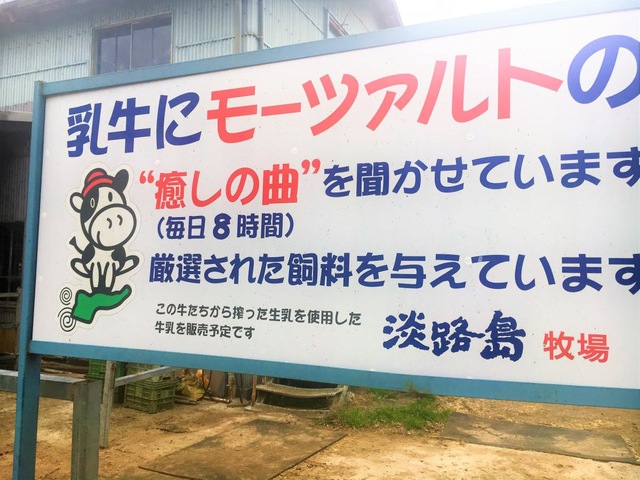 乳牛にモーツァルトの
“癒しの曲”を聞かせています
(毎日8時間)
厳選された飼料を与えています
この牛たちから搾った生乳を使用した
牛乳を販売予定です
淡路島 牧場